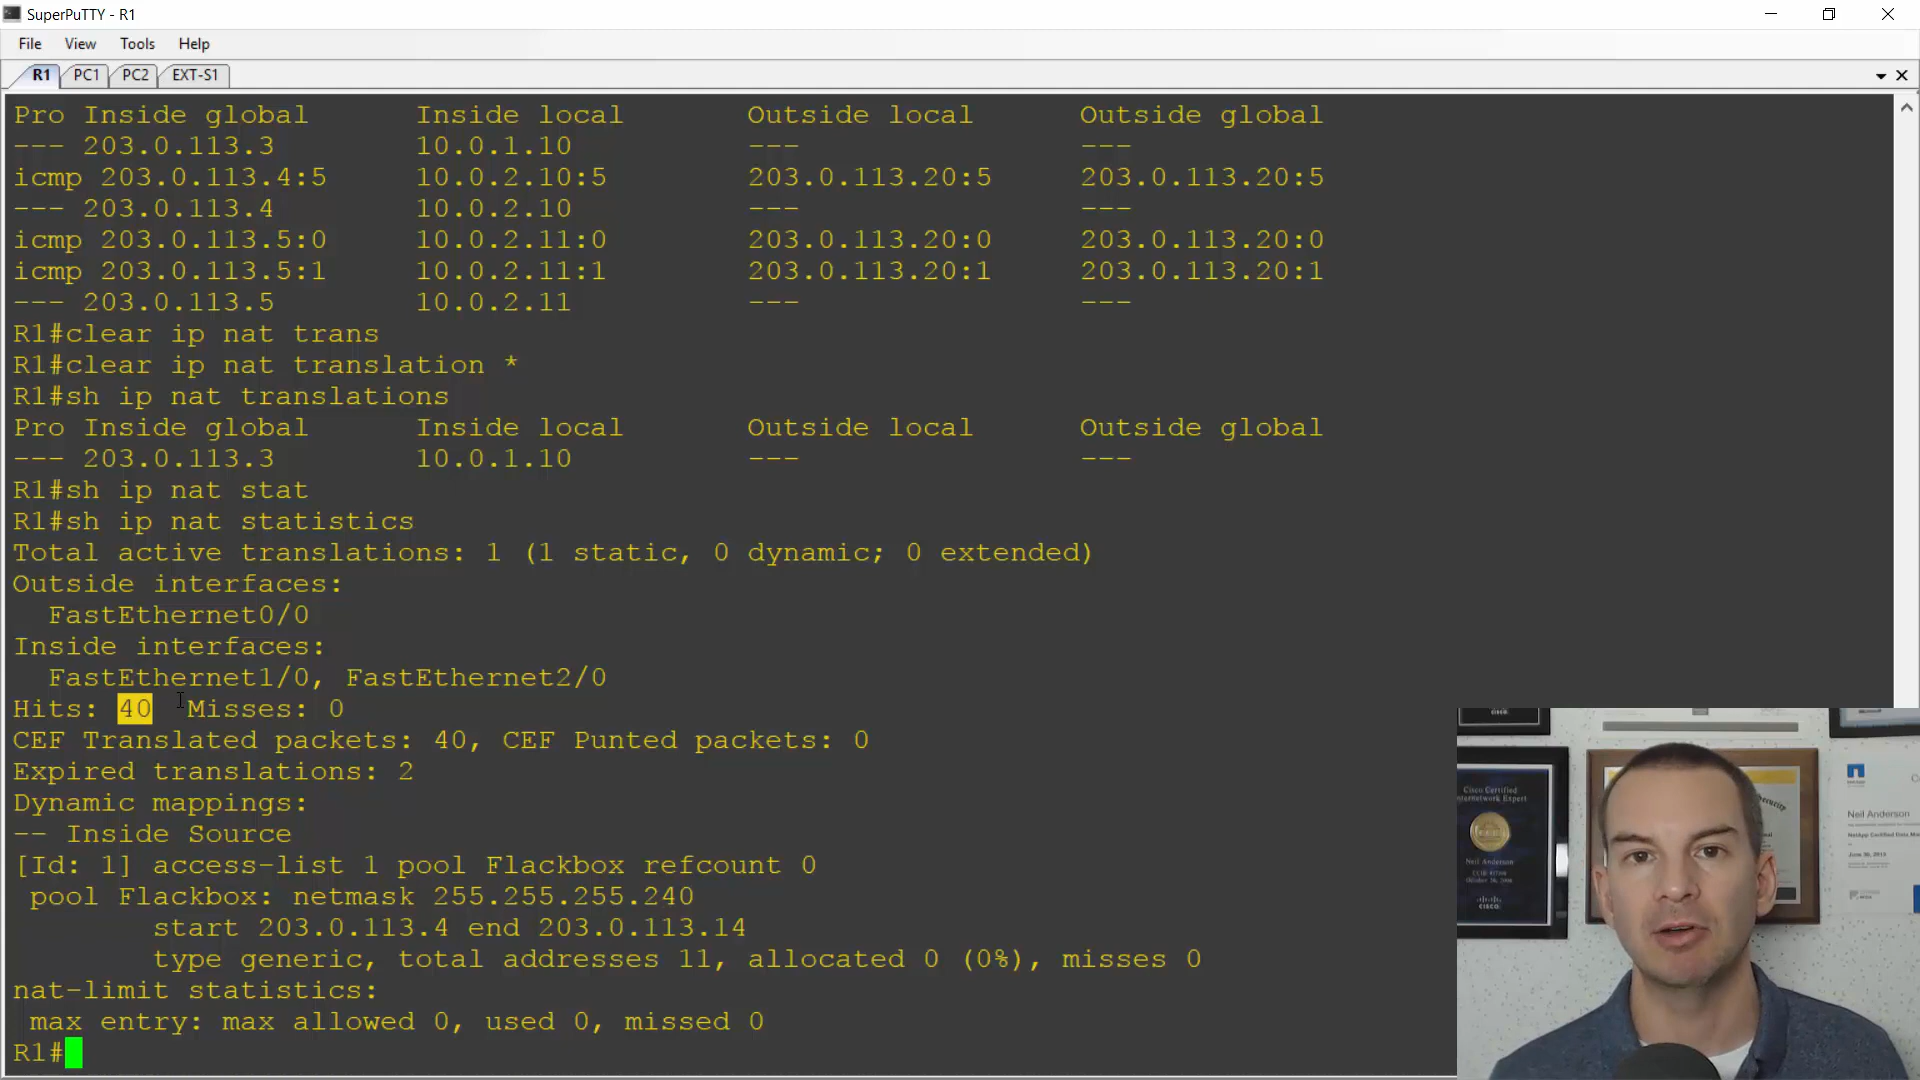 SuperPuTTY - R1
File View Tools Help
R1 PC1 PC2 EXT-S1
Pro Inside global Inside local Outside local Outside global
--- 203.0.113.3 10.0.1.10 --- ---
icmp 203.0.113.4:5 10.0.2.10:5 203.0.113.20:5 203.0.113.20:5
--- 203.0.113.4 10.0.2.10 --- ---
icmp 203.0.113.5:0 10.0.2.11:0 203.0.113.20:0 203.0.113.20:0
icmp 203.0.113.5:1 10.0.2.11:1 203.0.113.20:1 203.0.113.20:1
--- 203.0.113.5 10.0.2.11 --- ---
R1#clear ip nat trans
R1#clear ip nat translation *
R1#sh ip nat translations
Pro Inside global Inside local Outside local Outside global
--- 203.0.113.3 10.0.1.10 --- ---
R1#sh ip nat stat
R1#sh ip nat statistics
Total active translations: 1 (1 static, 0 dynamic; 0 extended)
Outside interfaces:
FastEthernet0/0
Inside interfaces:
FastEthernet1/0, FastEthernet2/0
Hits: 40 Misses: 0
CEF Translated packets: 40, CEF Punted packets: 0
Expired translations: 2
Dynamic mappings:
-- Inside Source
[Id: 1] access-list 1 pool Flackbox refcount 0
pool Flackbox: netmask 255.255.255.240
start 203.0.113.4 end 203.0.113.14
type generic, total addresses 11, allocated 0 (0%), misses 0
nat-limit statistics:
max entry: max allowed 0, used 0, missed 0
R1#
Cisco Certified
Internetwork Expert
Neil Anderson
CISCO
Neil Anderson